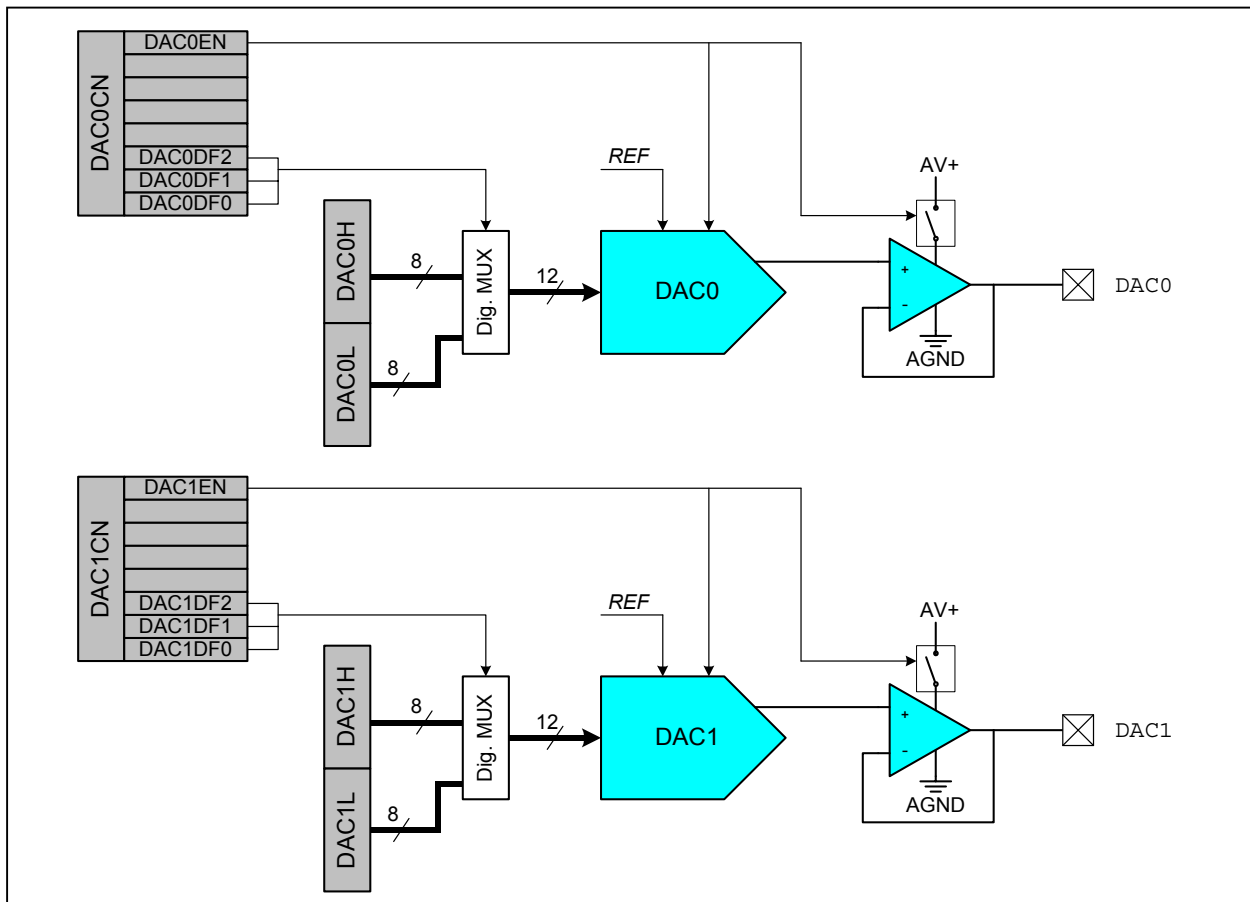 DAC0CN
DAC0EN
DAC0DF2
DAC0DF1
DAC0DF0
REF
AV+
DAC0H
8
Dig. MUX
12
DAC0
+
-
DAC0
DAC0L
8
AGND
DAC1CN
DAC1EN
DAC1DF2
DAC1DF1
DAC1DF0
REF
AV+
DAC1H
8
Dig. MUX
12
DAC1
+
-
DAC1
DAC1L
8
AGND